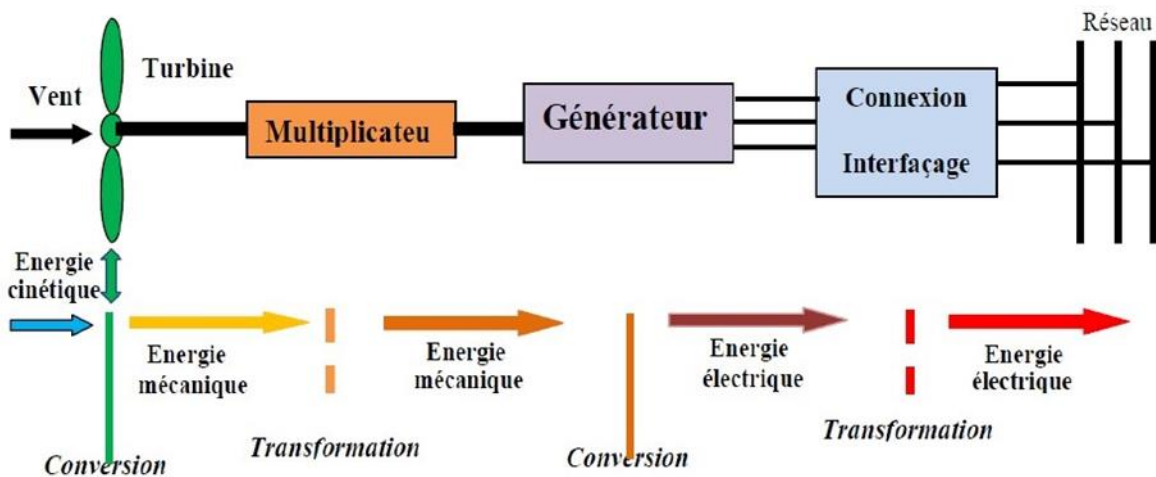 Réseau
Turbine
Vent
Multiplicateu
Générateur
Connexion
Interfaçage
Energie
cinétique
Energie
mécanique
Energie
mécanique
Energie
électrique
Energie
électrique
Conversion
Transformation
Conversion
Transformation